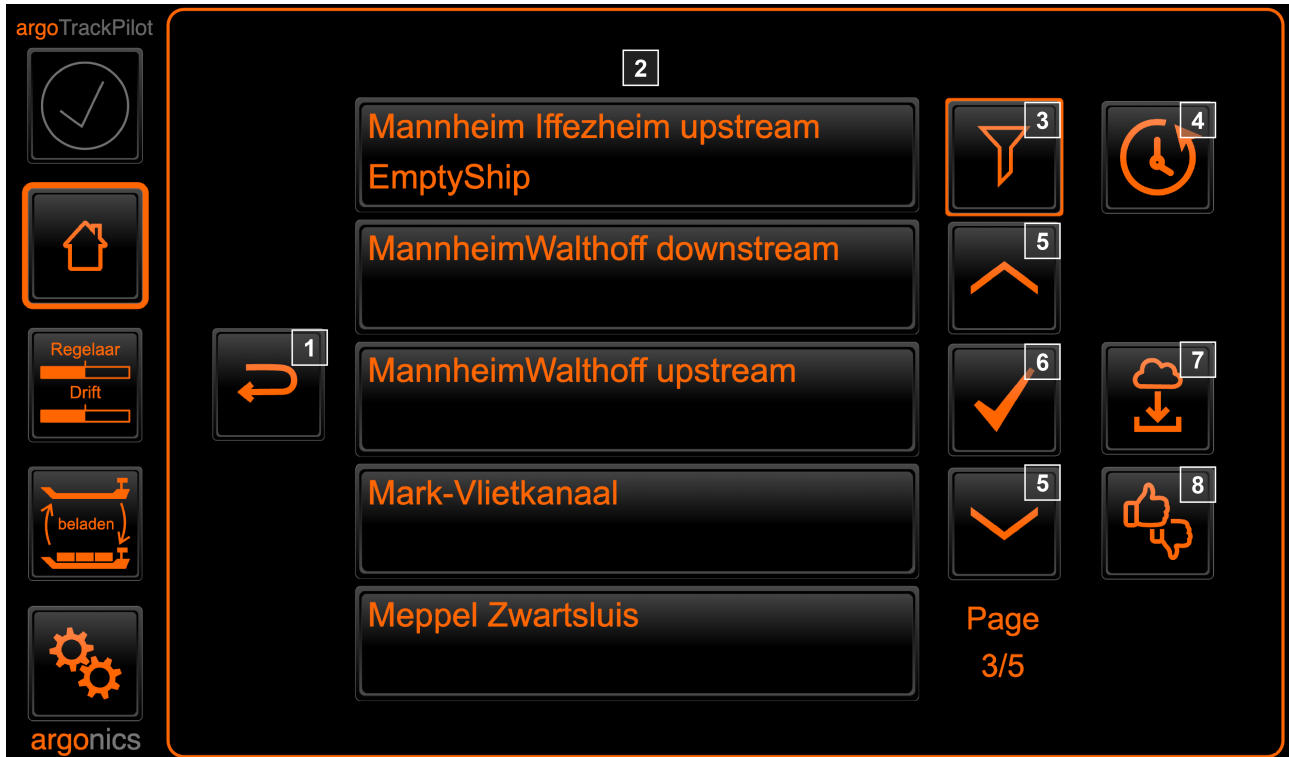 argoTrackPilot
2
Mannheim Iffezheim upstream
EmptyShip
3
4
MannheimWalthoff downstream
5
Regelaar
Drift
1
MannheimWalthoff upstream
6
7
beladen
Mark-Vlietkanaal
5
8
Meppel Zwartsluis
Page
3/5
argonics